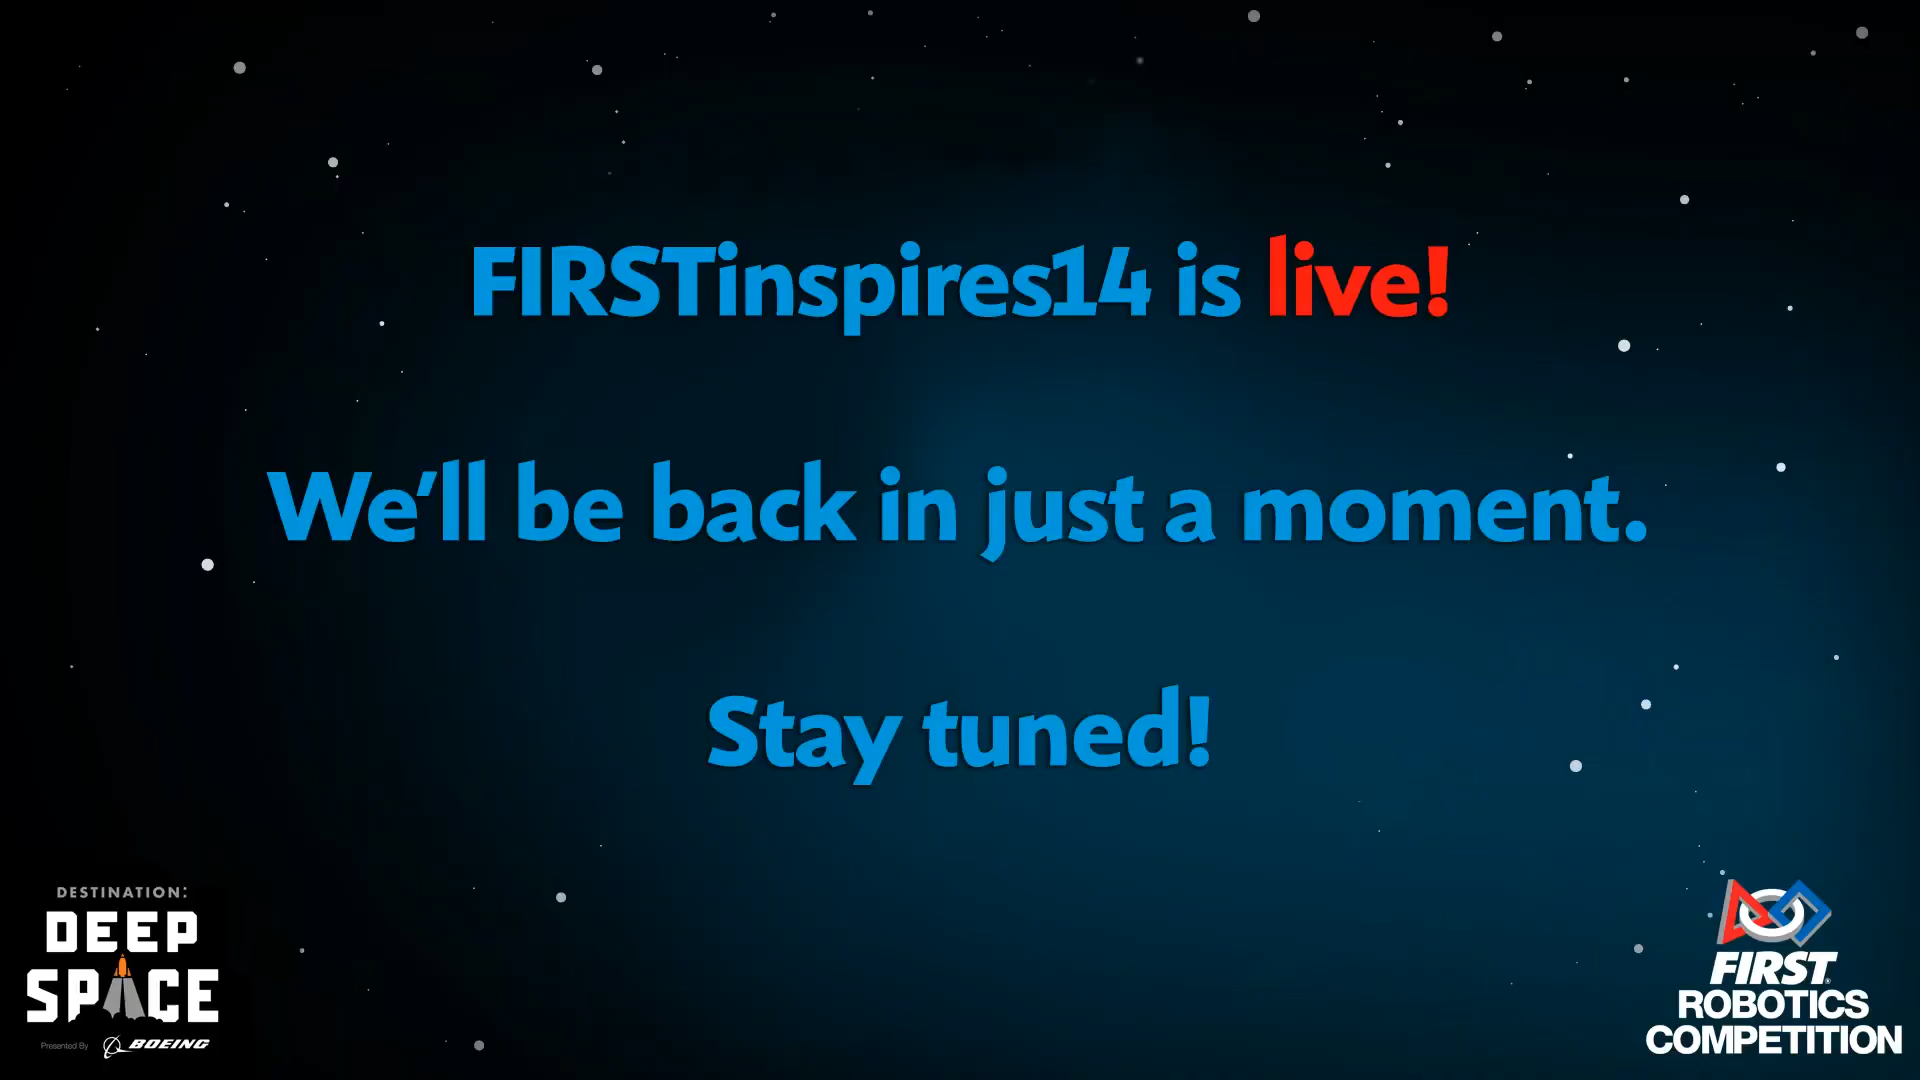 FIRSTinspires14 is live!
We’ll be back in just a moment.
Stay tuned!
DESTINATION:
DEEP
SPACE
Presented By BOEING
FIRST
ROBOTICS
COMPETITION